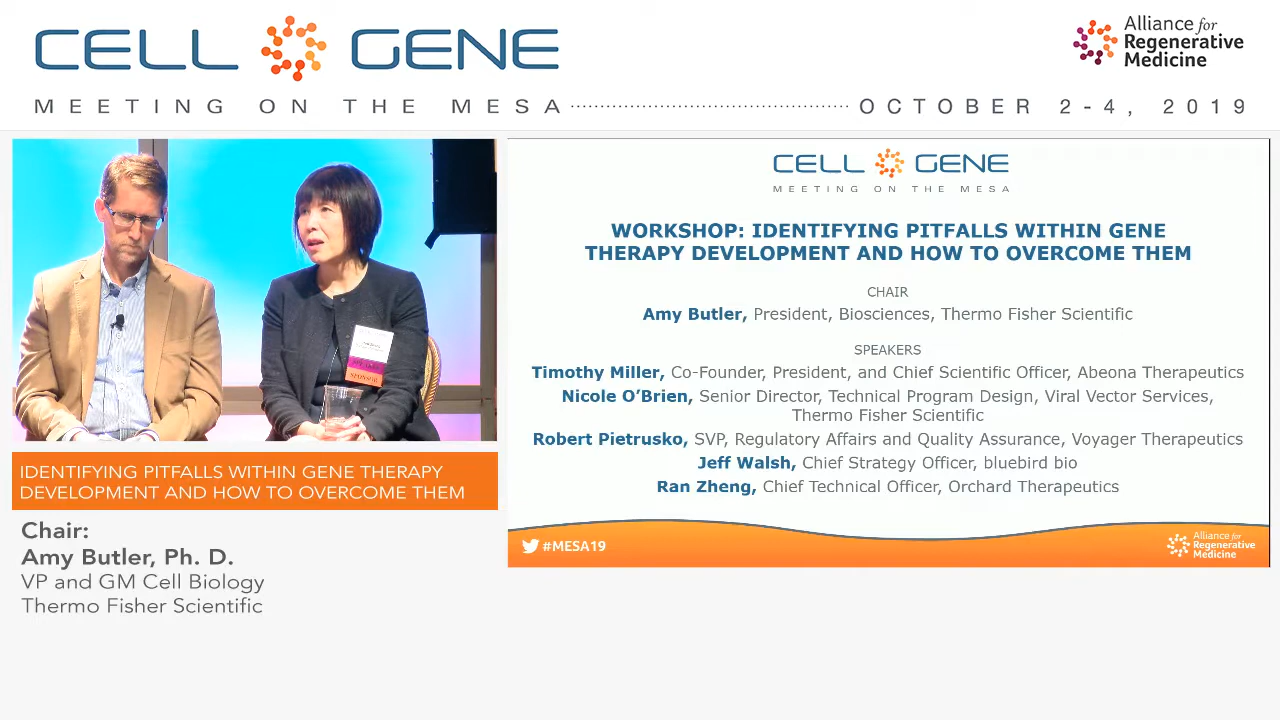 CELL GENE
MEETING ON THE MESA
OCTOBER 2-4, 2019
Alliance for
Regenerative
Medicine
SPONSOR
IDENTIFYING PITFALLS WITHIN GENE THERAPY
DEVELOPMENT AND HOW TO OVERCOME THEM
Chair:
Amy Butler, Ph. D.
VP and GM Cell Biology
Thermo Fisher Scientific
CELL GENE
MEETING ON THE MESA
WORKSHOP: IDENTIFYING PITFALLS WITHIN GENE
THERAPY DEVELOPMENT AND HOW TO OVERCOME THEM
CHAIR
Amy Butler, President, Biosciences, Thermo Fisher Scientific
SPEAKERS
Timothy Miller, Co-Founder, President, and Chief Scientific Officer, Abeona Therapeutics
Nicole O'Brien, Senior Director, Technical Program Design, Viral Vector Services,
Thermo Fisher Scientific
Robert Pietrusko, SVP, Regulatory Affairs and Quality Assurance, Voyager Therapeutics
Jeff Walsh, Chief Strategy Officer, bluebird bio
Ran Zheng, Chief Technical Officer, Orchard Therapeutics
#MESA19
Alliance for
Regenerative
Medicine